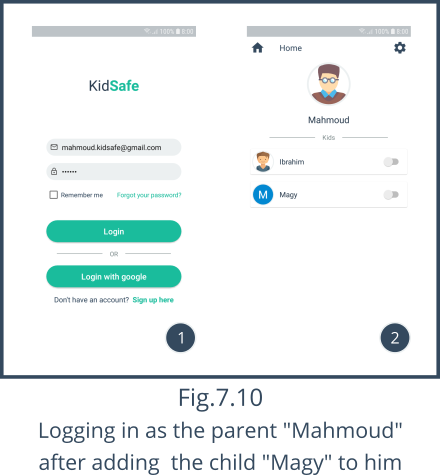 100% 8:00
KidSafe
mahmoud.kidsafe@gmail.com
••••••
Remember me
Forgot your password?
Login
OR
Login with google
Don't have an account? Sign up here
1
100% 8:00
Home
Mahmoud
Kids
Ibrahim
M
Magy
2
Fig.7.10
Logging in as the parent "Mahmoud"
after adding the child "Magy" to him